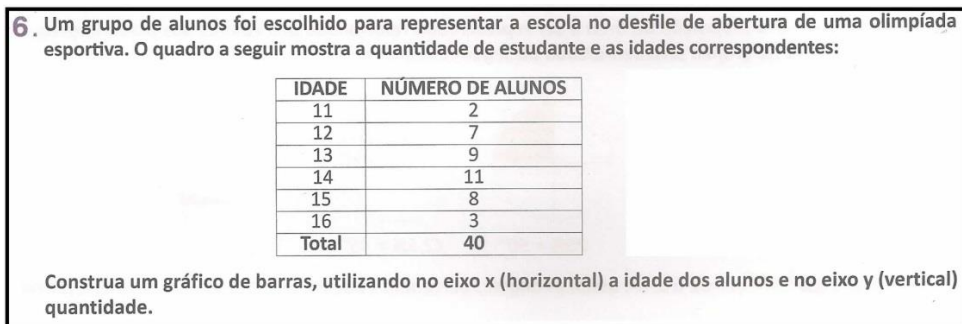 6. Um grupo de alunos foi escolhido para representar a escola no desfile de abertura de uma olimpíada
esportiva. O quadro a seguir mostra a quantidade de estudante e as idades correspondentes:
IDADE NÚMERO DE ALUNOS
11 2
12 7
13 9
14 11
15 8
16 3
Total 40
Construa um gráfico de barras, utilizando no eixo x (horizontal) a idade dos alunos e no eixo y (vertical)
quantidade.